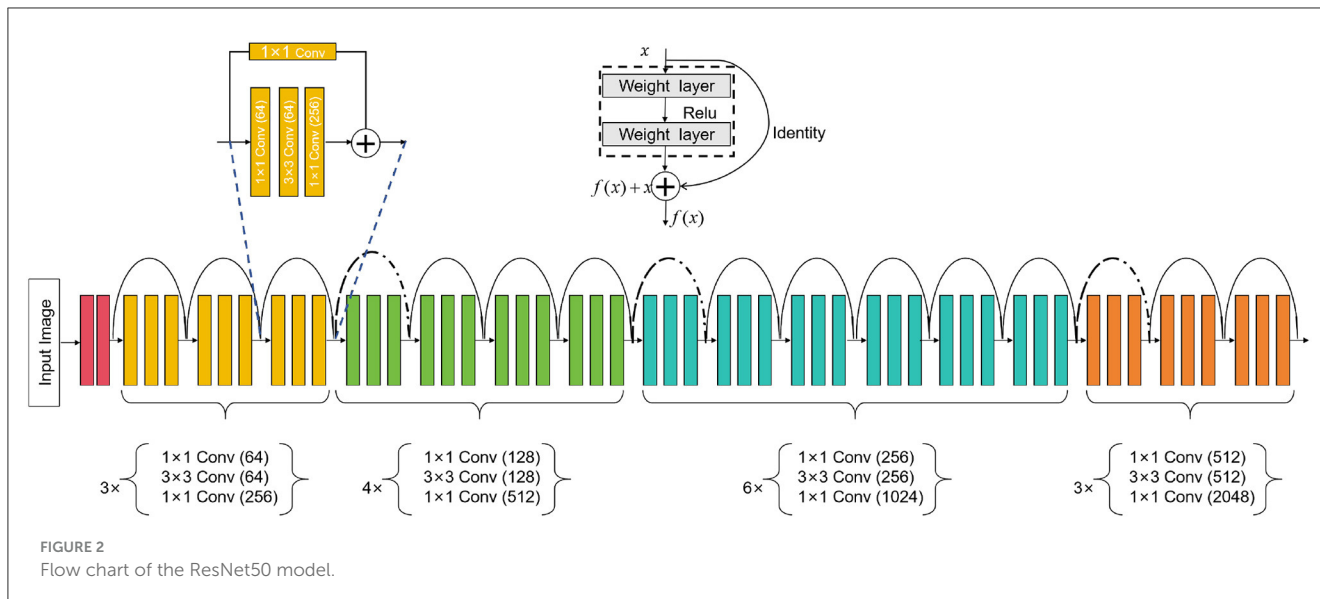 1×1 Conv
1×1 Conv (64)
3×3 Conv (64)
1×1 Conv (256)
+
x
Weight layer
Relu
Weight layer
Identity
f(x)+x
+
f(x)
Input Image
3×
1×1 Conv (64)
3×3 Conv (64)
1×1 Conv (256)
4×
1×1 Conv (128)
3×3 Conv (128)
1×1 Conv (512)
6×
1×1 Conv (256)
3×3 Conv (256)
1×1 Conv (1024)
3×
1×1 Conv (512)
3×3 Conv (512)
1×1 Conv (2048)
FIGURE 2
Flow chart of the ResNet50 model.